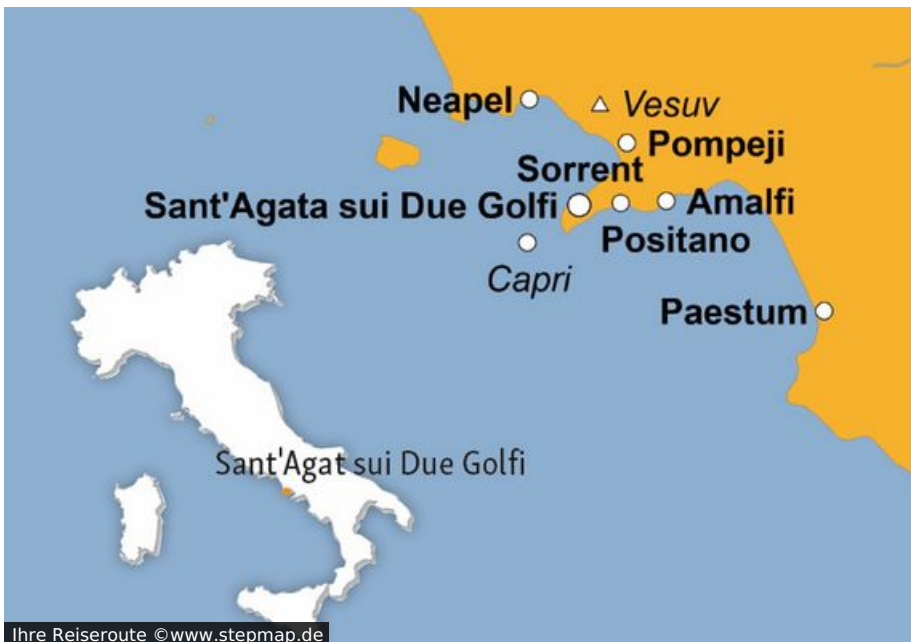 Neapel
Vesuv
Pompeji
Sorrent
Sant'Agata sui Due Golfi
Amalfi
Positano
Capri
Paestum
Sant'Agat sui Due Golfi
Ihre Reiseroute ©www.stepmap.de